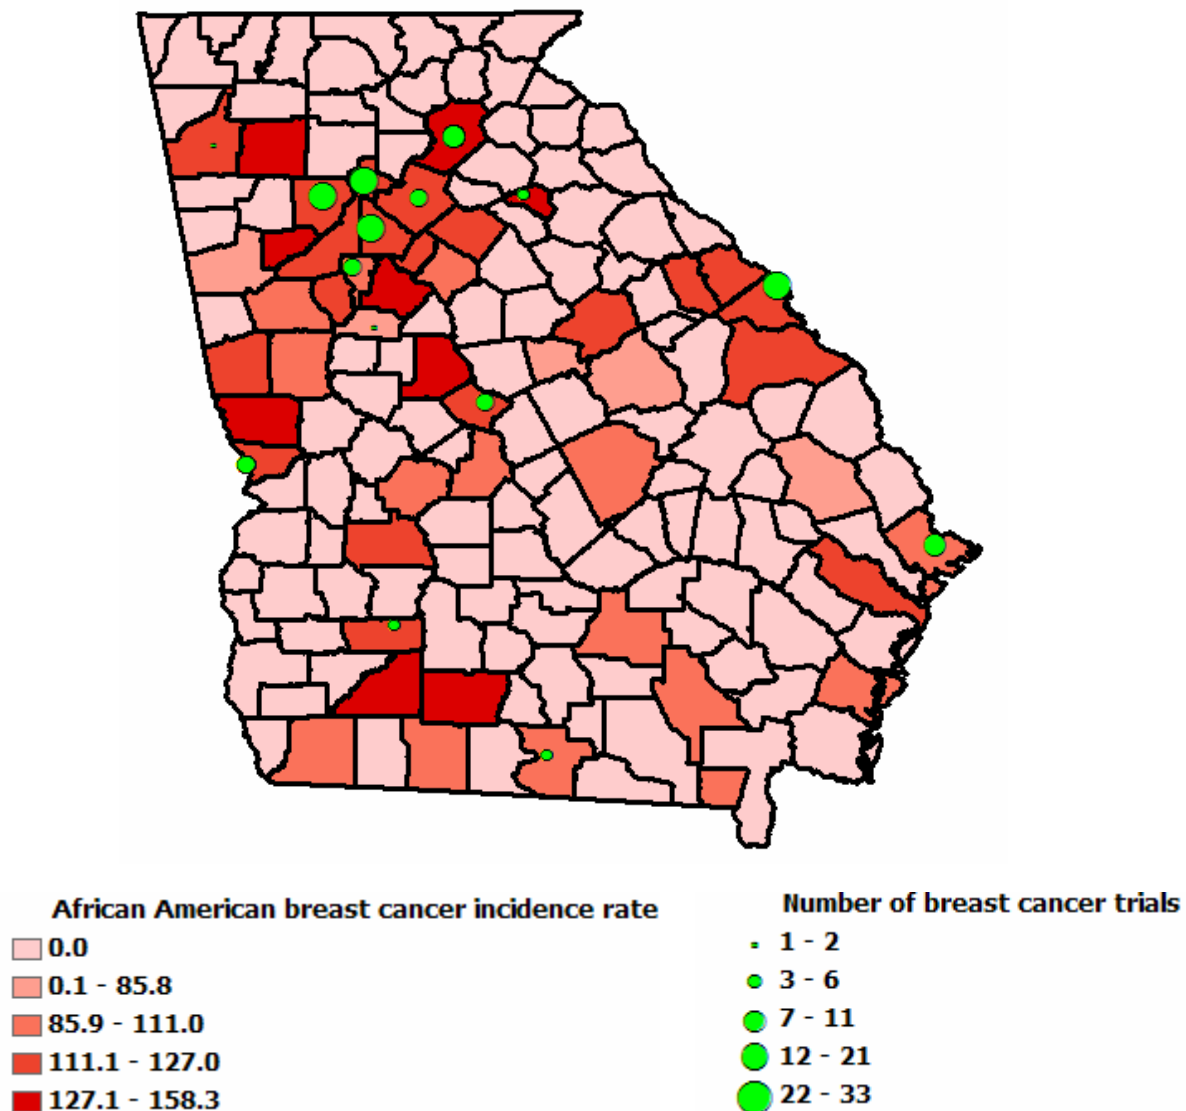 African American breast cancer incidence rate
0.0
0.1 - 85.8
85.9 - 111.0
111.1 - 127.0
127.1 - 158.3
Number of breast cancer trials
1 - 2
3 - 6
7 - 11
12 - 21
22 - 33